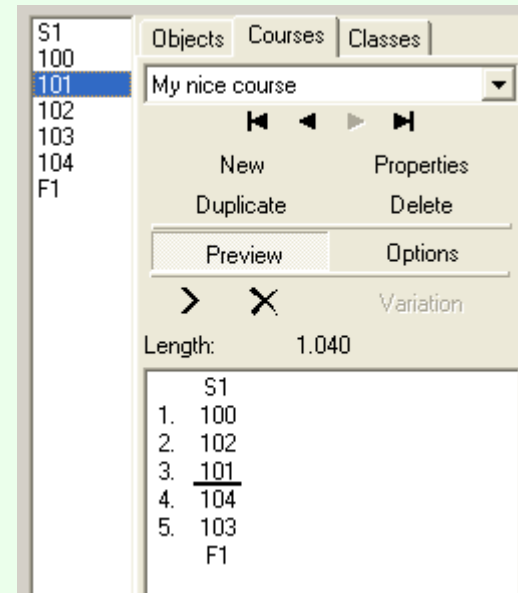 S1
100
101
102
103
104
F1
Objects Courses Classes
My nice course
New Properties
Duplicate Delete
Preview Options
Variation
Length: 1.040
S1
1. 100
2. 102
3. 101
4. 104
5. 103
F1